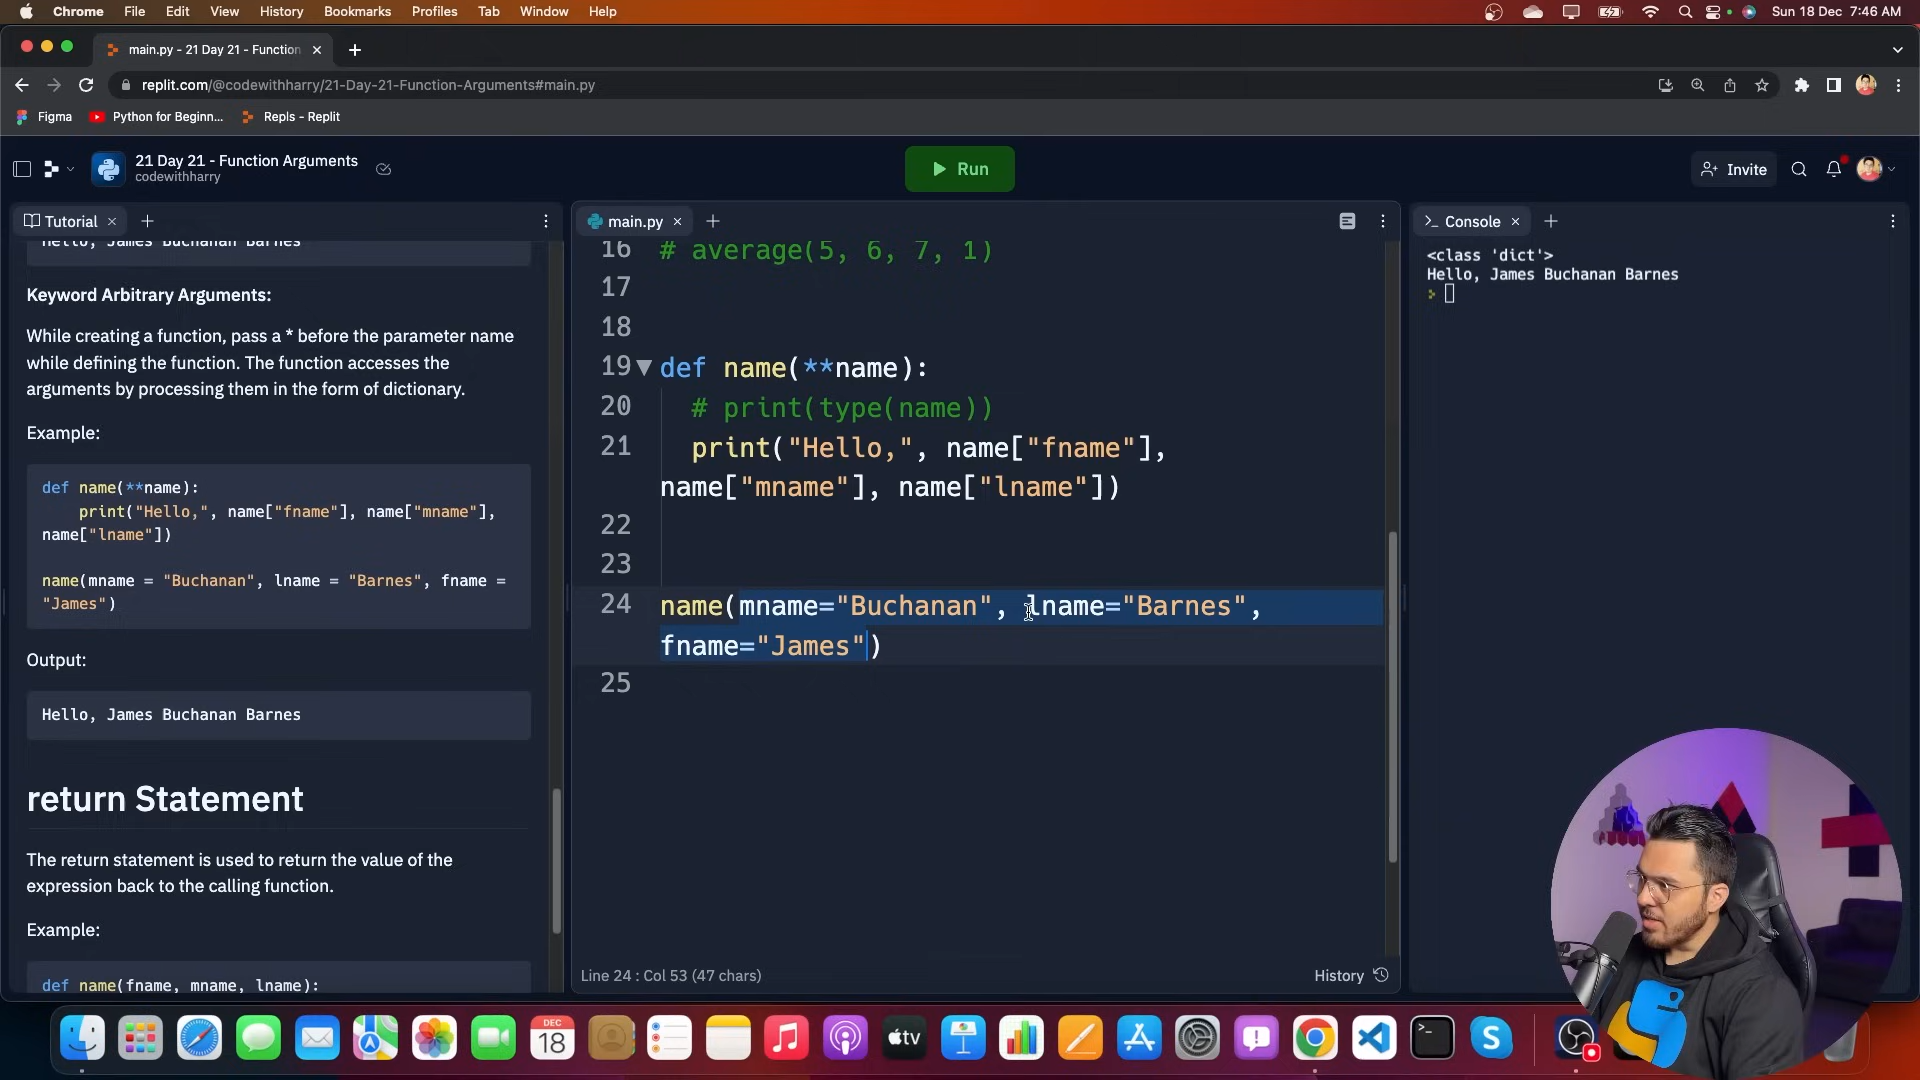 Chrome File Edit View History Bookmarks Profiles Tab Window Help Sun 18 Dec 7:46 AM
main.py - 21 Day 21 - Function
replit.com/@codewithharry/21-Day-21-Function-Arguments#main.py
Figma Python for Beginn... Repls - Replit
21 Day 21 - Function Arguments
codewithharry
Run
Invite
Tutorial
Hello, James Buchanan Barnes
Keyword Arbitrary Arguments:
While creating a function, pass a * before the parameter name
while defining the function. The function accesses the
arguments by processing them in the form of dictionary.
Example:
def name(**name):
print("Hello,", name["fname"], name["mname"],
name["lname"])
name(mname = "Buchanan", lname = "Barnes", fname =
"James")
Output:
Hello, James Buchanan Barnes
return Statement
The return statement is used to return the value of the
expression back to the calling function.
Example:
def name(fname, mname, lname):
main.py
16 # average(5, 6, 7, 1)
17
18
19 def name(**name):
20 # print(type(name))
21 print("Hello,", name["fname"],
name["mname"], name["lname"])
22
23
24 name(mname="Buchanan", lname="Barnes",
fname="James")
25
Line 24 : Col 53 (47 chars)
History
Console
<class 'dict'>
Hello, James Buchanan Barnes
DEC
18
tv